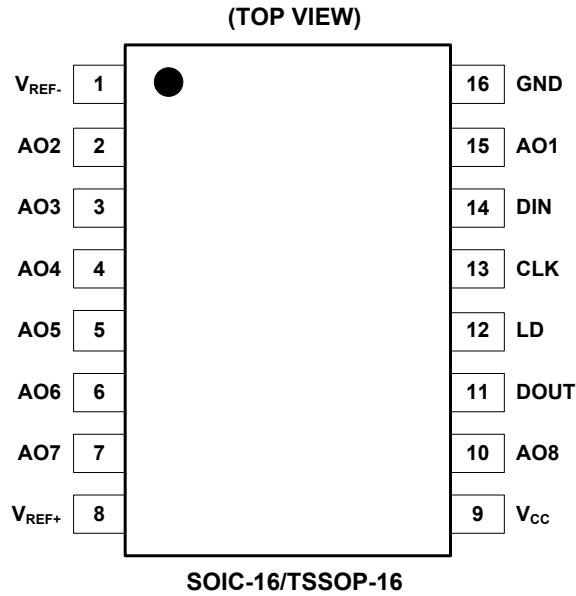 (TOP VIEW)
VREF- 1 16 GND
AO2 2 15 AO1
AO3 3 14 DIN
AO4 4 13 CLK
AO5 5 12 LD
AO6 6 11 DOUT
AO7 7 10 AO8
VREF+ 8 9 VCC
SOIC-16/TSSOP-16